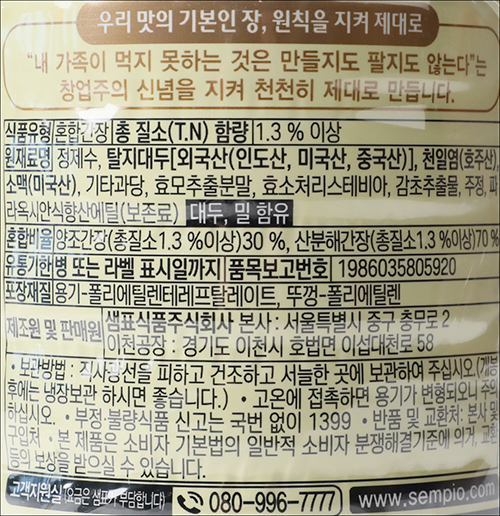 우리 맛의 기본인 장, 원칙을 지켜 제대로
"내 가족이 먹지 못하는 것은 만들지도 팔지도 않는다"는
창업주의 신념을 지켜 천천히 제대로 만듭니다.
식품유형 혼합간장 총 질소(T.N) 함량 1.3 % 이상
원재료명 정제수, 탈지대두[외국산(인도산, 미국산, 중국산)], 천일염(호주산),
소맥(미국산), 기타과당, 효모추출분말, 효소처리스테비아, 감초추출물, 주정, 파
라옥시안식향산에틸(보존료) 대두, 밀 함유
혼합비율 양조간장(총질소1.3%이상)30 %, 산분해간장(총질소1.3%이상)70 %
유통기한 병 또는 라벨 표시일까지 품목보고번호 1986035805920
포장재질 용기-폴리에틸렌테레프탈레이트, 뚜껑-폴리에틸렌
제조원 및 판매원 샘표식품주식회사 본사 : 서울특별시 중구 충무로 2
이천공장 : 경기도 이천시 호법면 이섭대천로 58
• 보관방법 : 직사광선을 피하고 건조하고 서늘한 곳에 보관하여 주십시오.(개봉
후에는 냉장보관 하시면 좋습니다.) • 고온에 접촉하면 용기가 변형되오니 주의
하십시오. • 부정·불량식품 신고는 국번 없이 1399 • 반품 및 교환처: 본사 및
구입처 • 본 제품은 소비자 기본법의 일반적 소비자 분쟁해결기준에 의거, 교환
등의 보상을 받으실 수 있습니다.
고객지원실 (요금은 샘표가 부담합니다) 080-996-7777 www.sempio.com